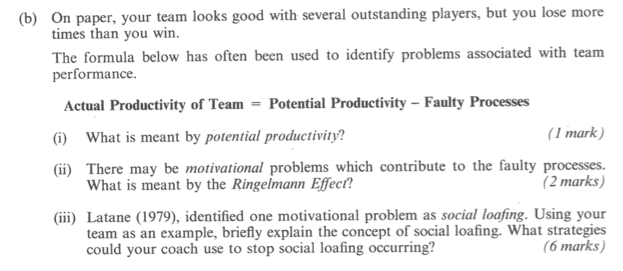 (b) On paper, your team looks good with several outstanding players, but you lose more
times than you win.
The formula below has often been used to identify problems associated with team
performance.
Actual Productivity of Team = Potential Productivity – Faulty Processes
(i) What is meant by potential productivity? (1 mark)
(ii) There may be motivational problems which contribute to the faulty processes.
What is meant by the Ringelmann Effect? (2 marks)
(iii) Latane (1979), identified one motivational problem as social loafing. Using your
team as an example, briefly explain the concept of social loafing. What strategies
could your coach use to stop social loafing occurring? (6 marks)